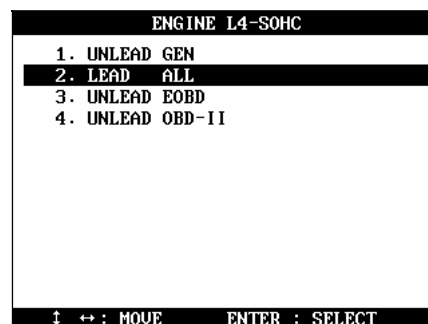 ENGINE L4-SOHC
1. UNLEAD GEN
2. LEAD   ALL
3. UNLEAD EOBD
4. UNLEAD OBD-II
↕ ↔: MOVE        ENTER : SELECT